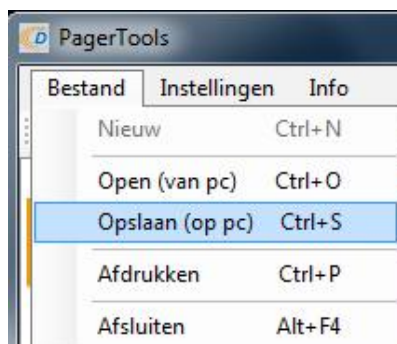 PagerTools
Bestand Instellingen Info
Nieuw Ctrl+N
Open (van pc) Ctrl+O
Opslaan (op pc) Ctrl+S
Afdrukken Ctrl+P
Afsluiten Alt+F4